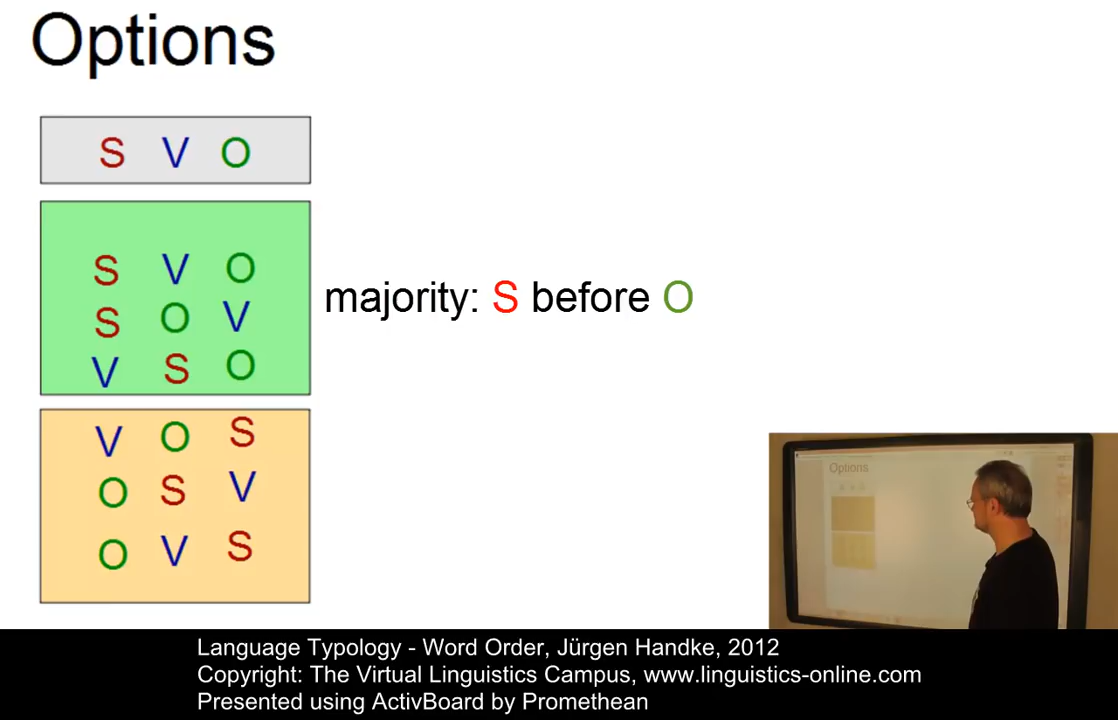 Options
S V O
S V O
S O V
V S O
majority: S before O
V O S
O S V
O V S
Options
Language Typology - Word Order, Jürgen Handke, 2012
Copyright: The Virtual Linguistics Campus, www.linguistics-online.com
Presented using ActivBoard by Promethean